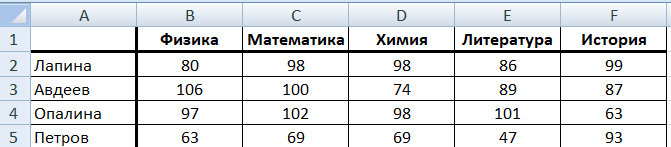 A B C D E F
1 Физика Математика Химия Литература История
2 Лапина 80 98 98 86 99
3 Авдеев 106 100 74 89 87
4 Опалина 97 102 98 101 63
5 Петров 63 69 69 47 93